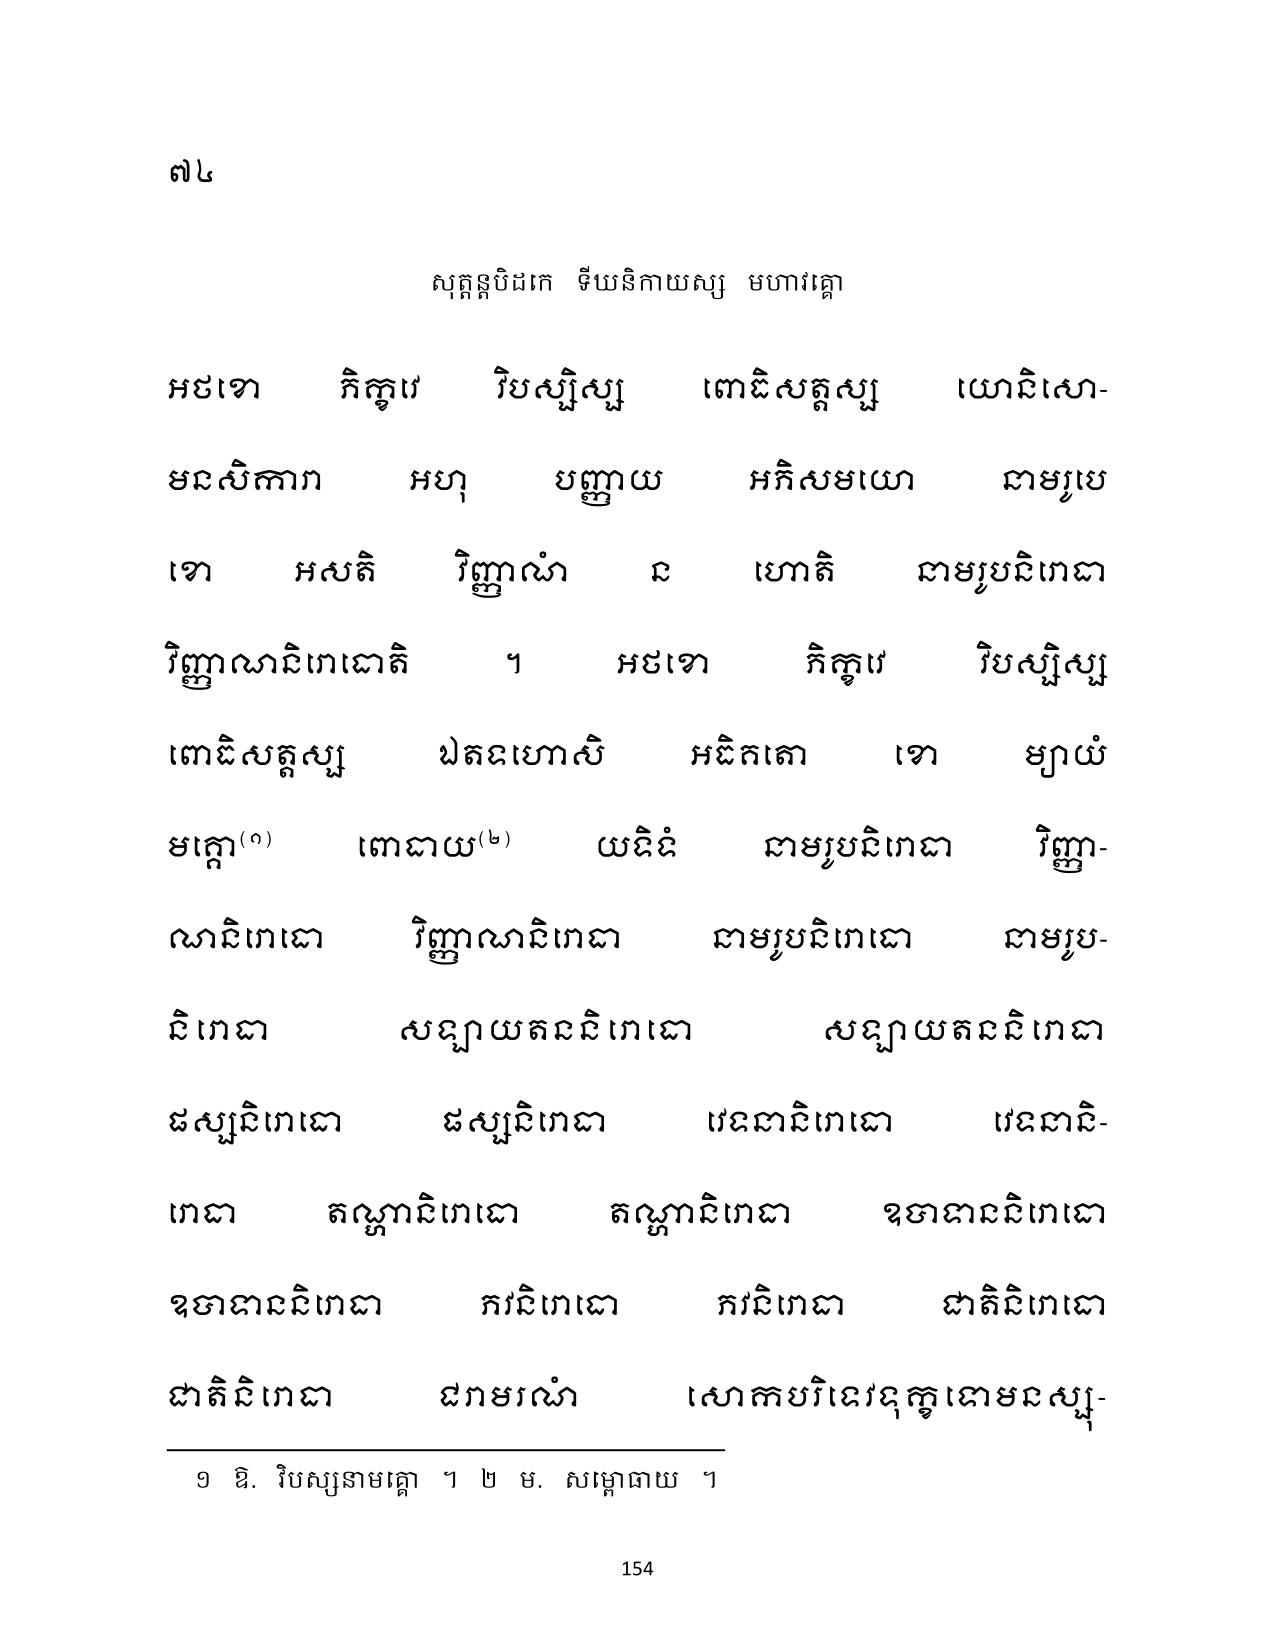 ៧៤
សុត្តន្តបិដកេ ទីឃនិកាយស្ស មហាវគ្គោ
អថខោ ភិក្ខវេ វិបស្សិស្ស ពោធិសត្តស្ស យោនិសោ-
មនសិការា អហុ បញ្ញាយ អភិសមយោ នាមរូបេ
ខោ អសតិ វិញ្ញាណំ ន ហោតិ នាមរូបនិរោធា
វិញ្ញាណនិរោធោតិ ។ អថខោ ភិក្ខវេ វិបស្សិស្ស
ពោធិសត្តស្ស ឯតទហោសិ អធិគតោ ខោ ម្យាយំ
មគ្គោ(១) ពោធាយ(២) យទិទំ នាមរូបនិរោធា វិញ្ញា-
ណនិរោធោ វិញ្ញាណនិរោធា នាមរូបនិរោធោ នាមរូប-
និរោធា សឡាយតននិរោធោ សឡាយតននិរោធា
ផស្សនិរោធោ ផស្សនិរោធា វេទនានិរោធោ វេទនានិ-
រោធា តណ្ហានិរោធោ តណ្ហានិរោធា ឧបាទាននិរោធោ
ឧបាទាននិរោធា ភវនិរោធោ ភវនិរោធា ជាតិនិរោធោ
ជាតិនិរោធា ជរាមរណំ សោកបរិទេវទុក្ខទោមនស្សុ-
១ ឱ. វិបស្សនាមគ្គោ ។ ២ ម. សម្ពោធាយ ។
154